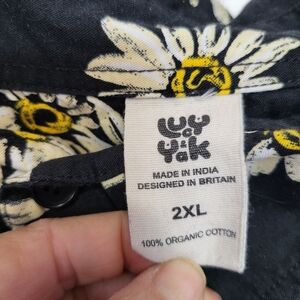 Lucy
&
Yak
MADE IN INDIA
DESIGNED IN BRITAIN
2XL
100% ORGANIC COTTON